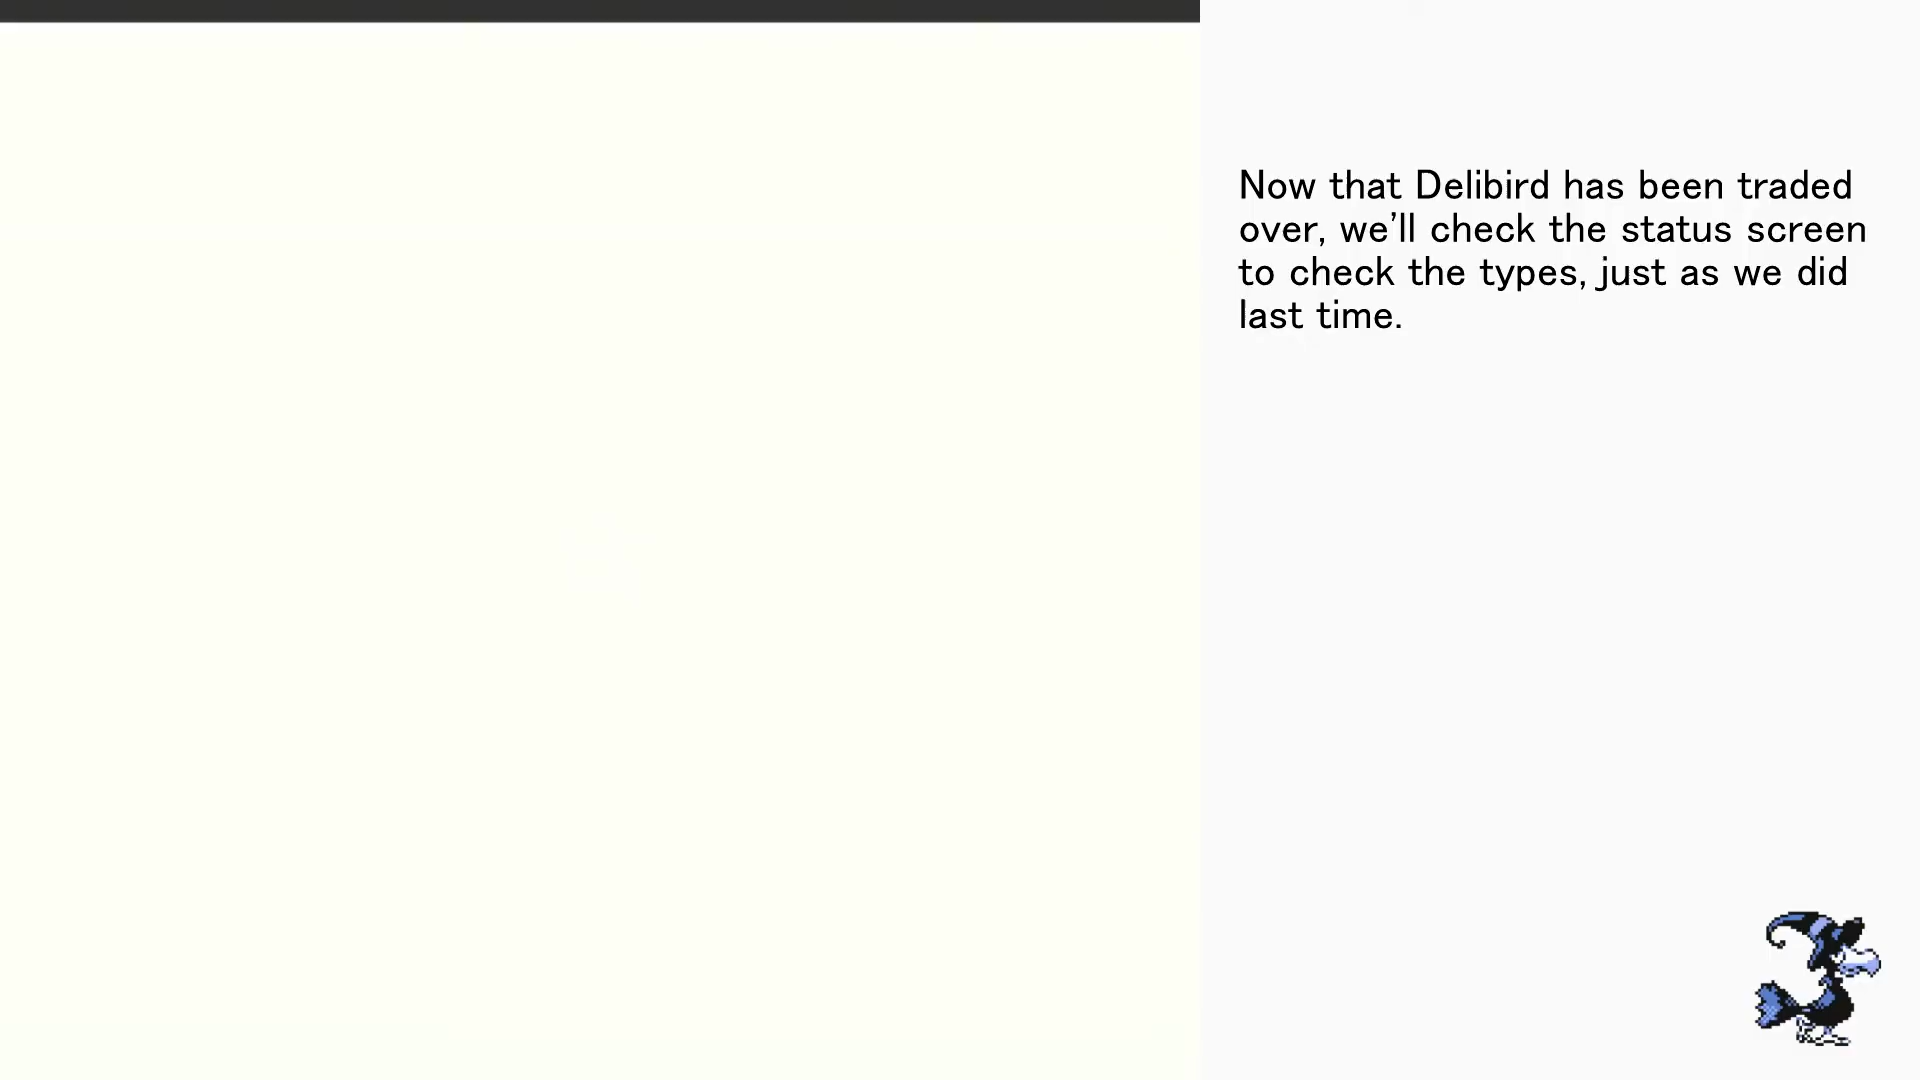 Now that Delibird has been traded
over, we’ll check the status screen
to check the types, just as we did
last time.